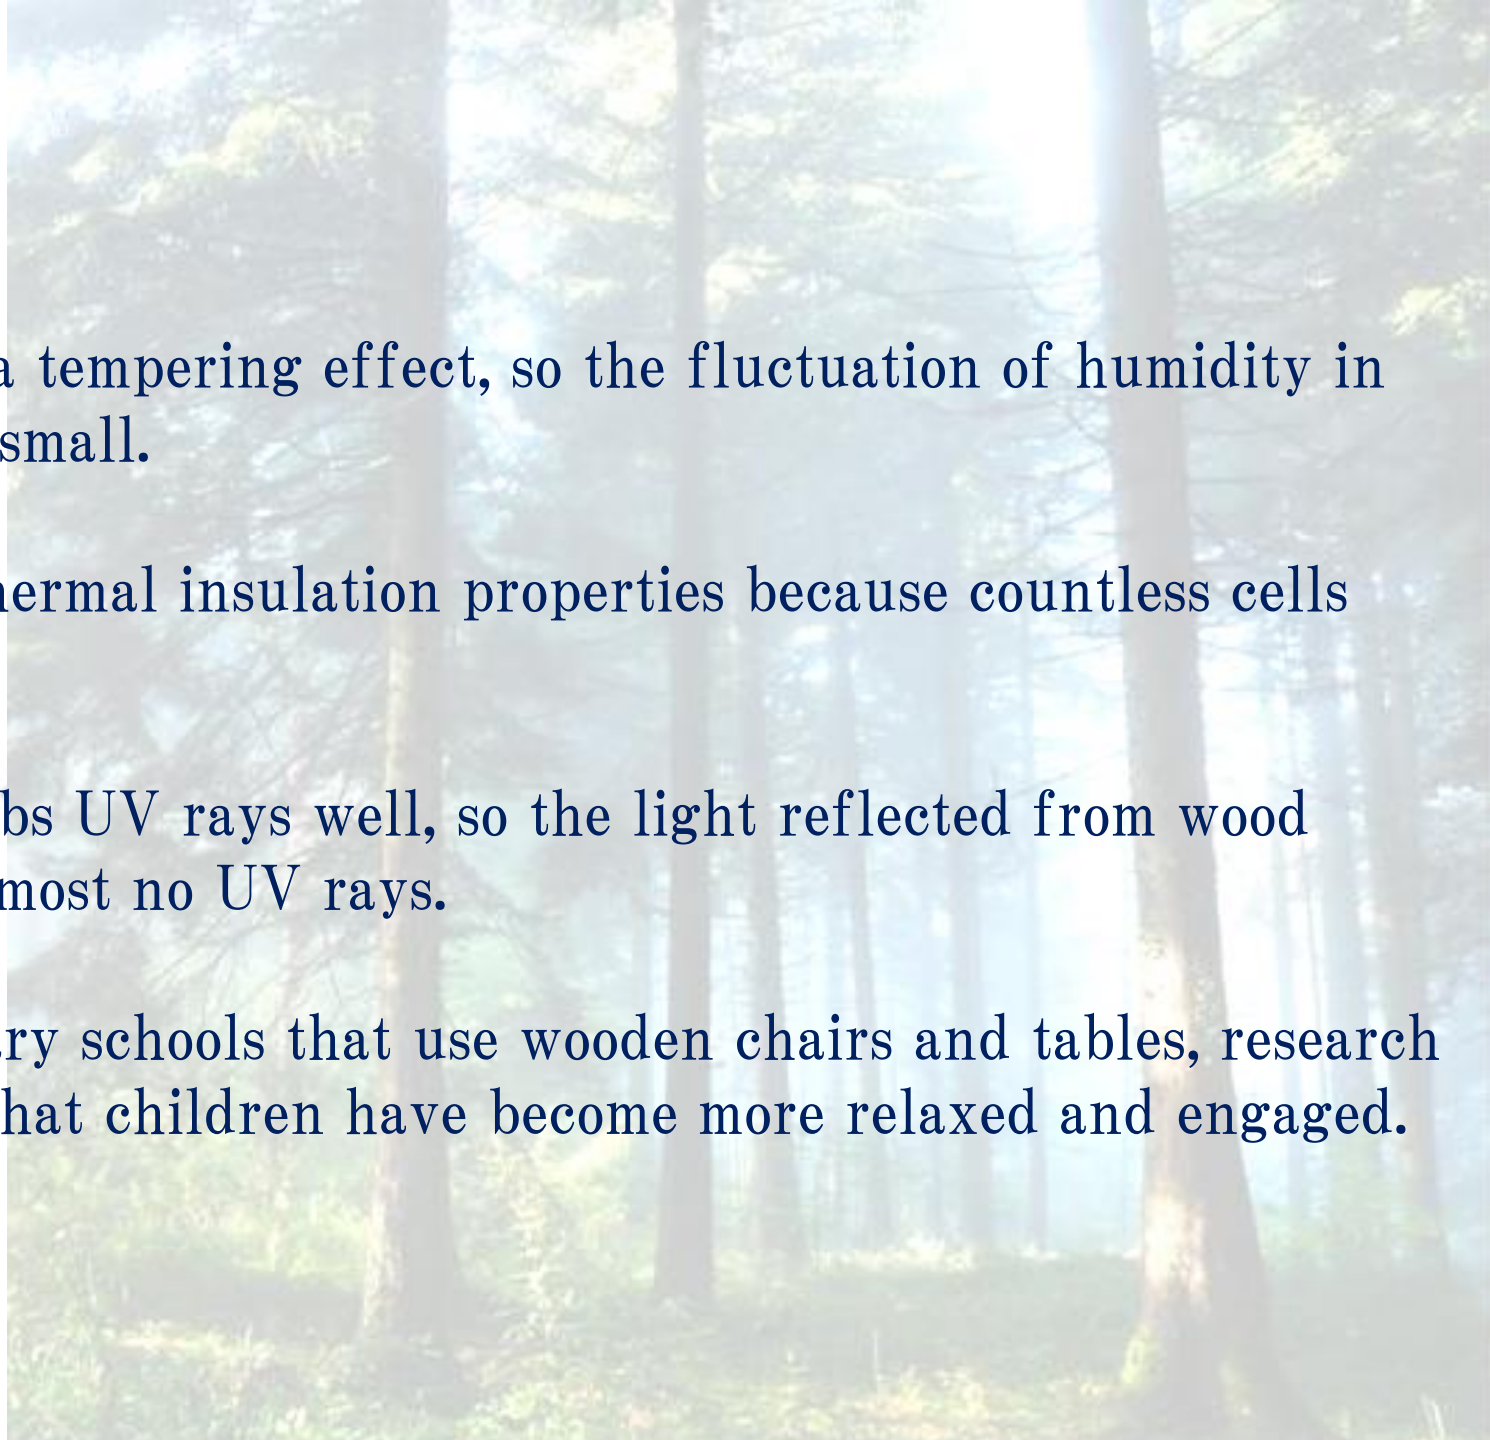 a tempering effect, so the fluctuation of humidity in
small.
hermal insulation properties because countless cells
bs UV rays well, so the light reflected from wood
most no UV rays.
ry schools that use wooden chairs and tables, research
hat children have become more relaxed and engaged.